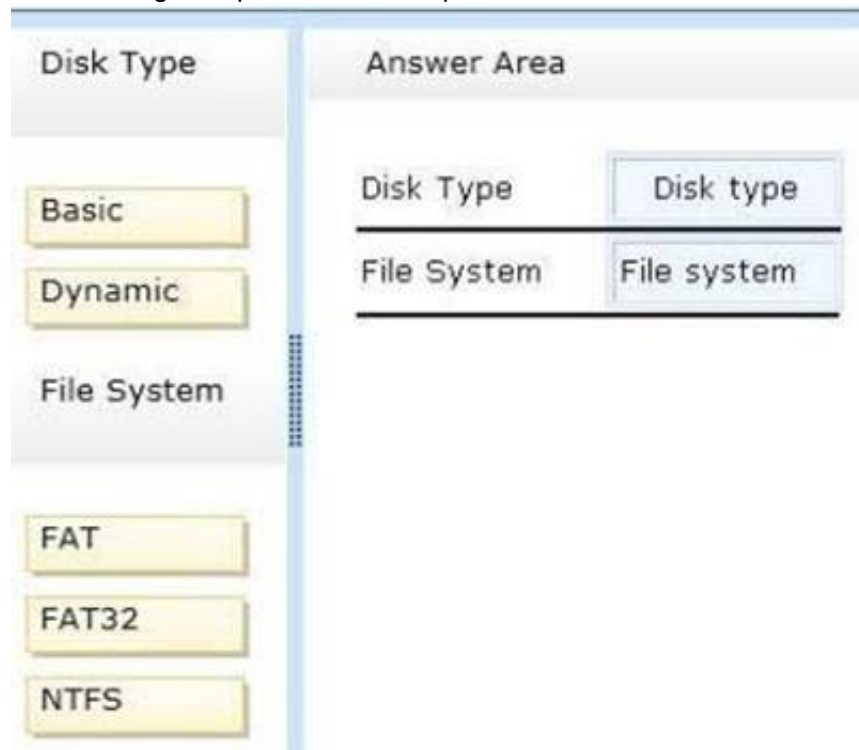 Disk Type
Answer Area
Basic
Dynamic
Disk Type
Disk type
File System
File system
File System
FAT
FAT32
NTFS